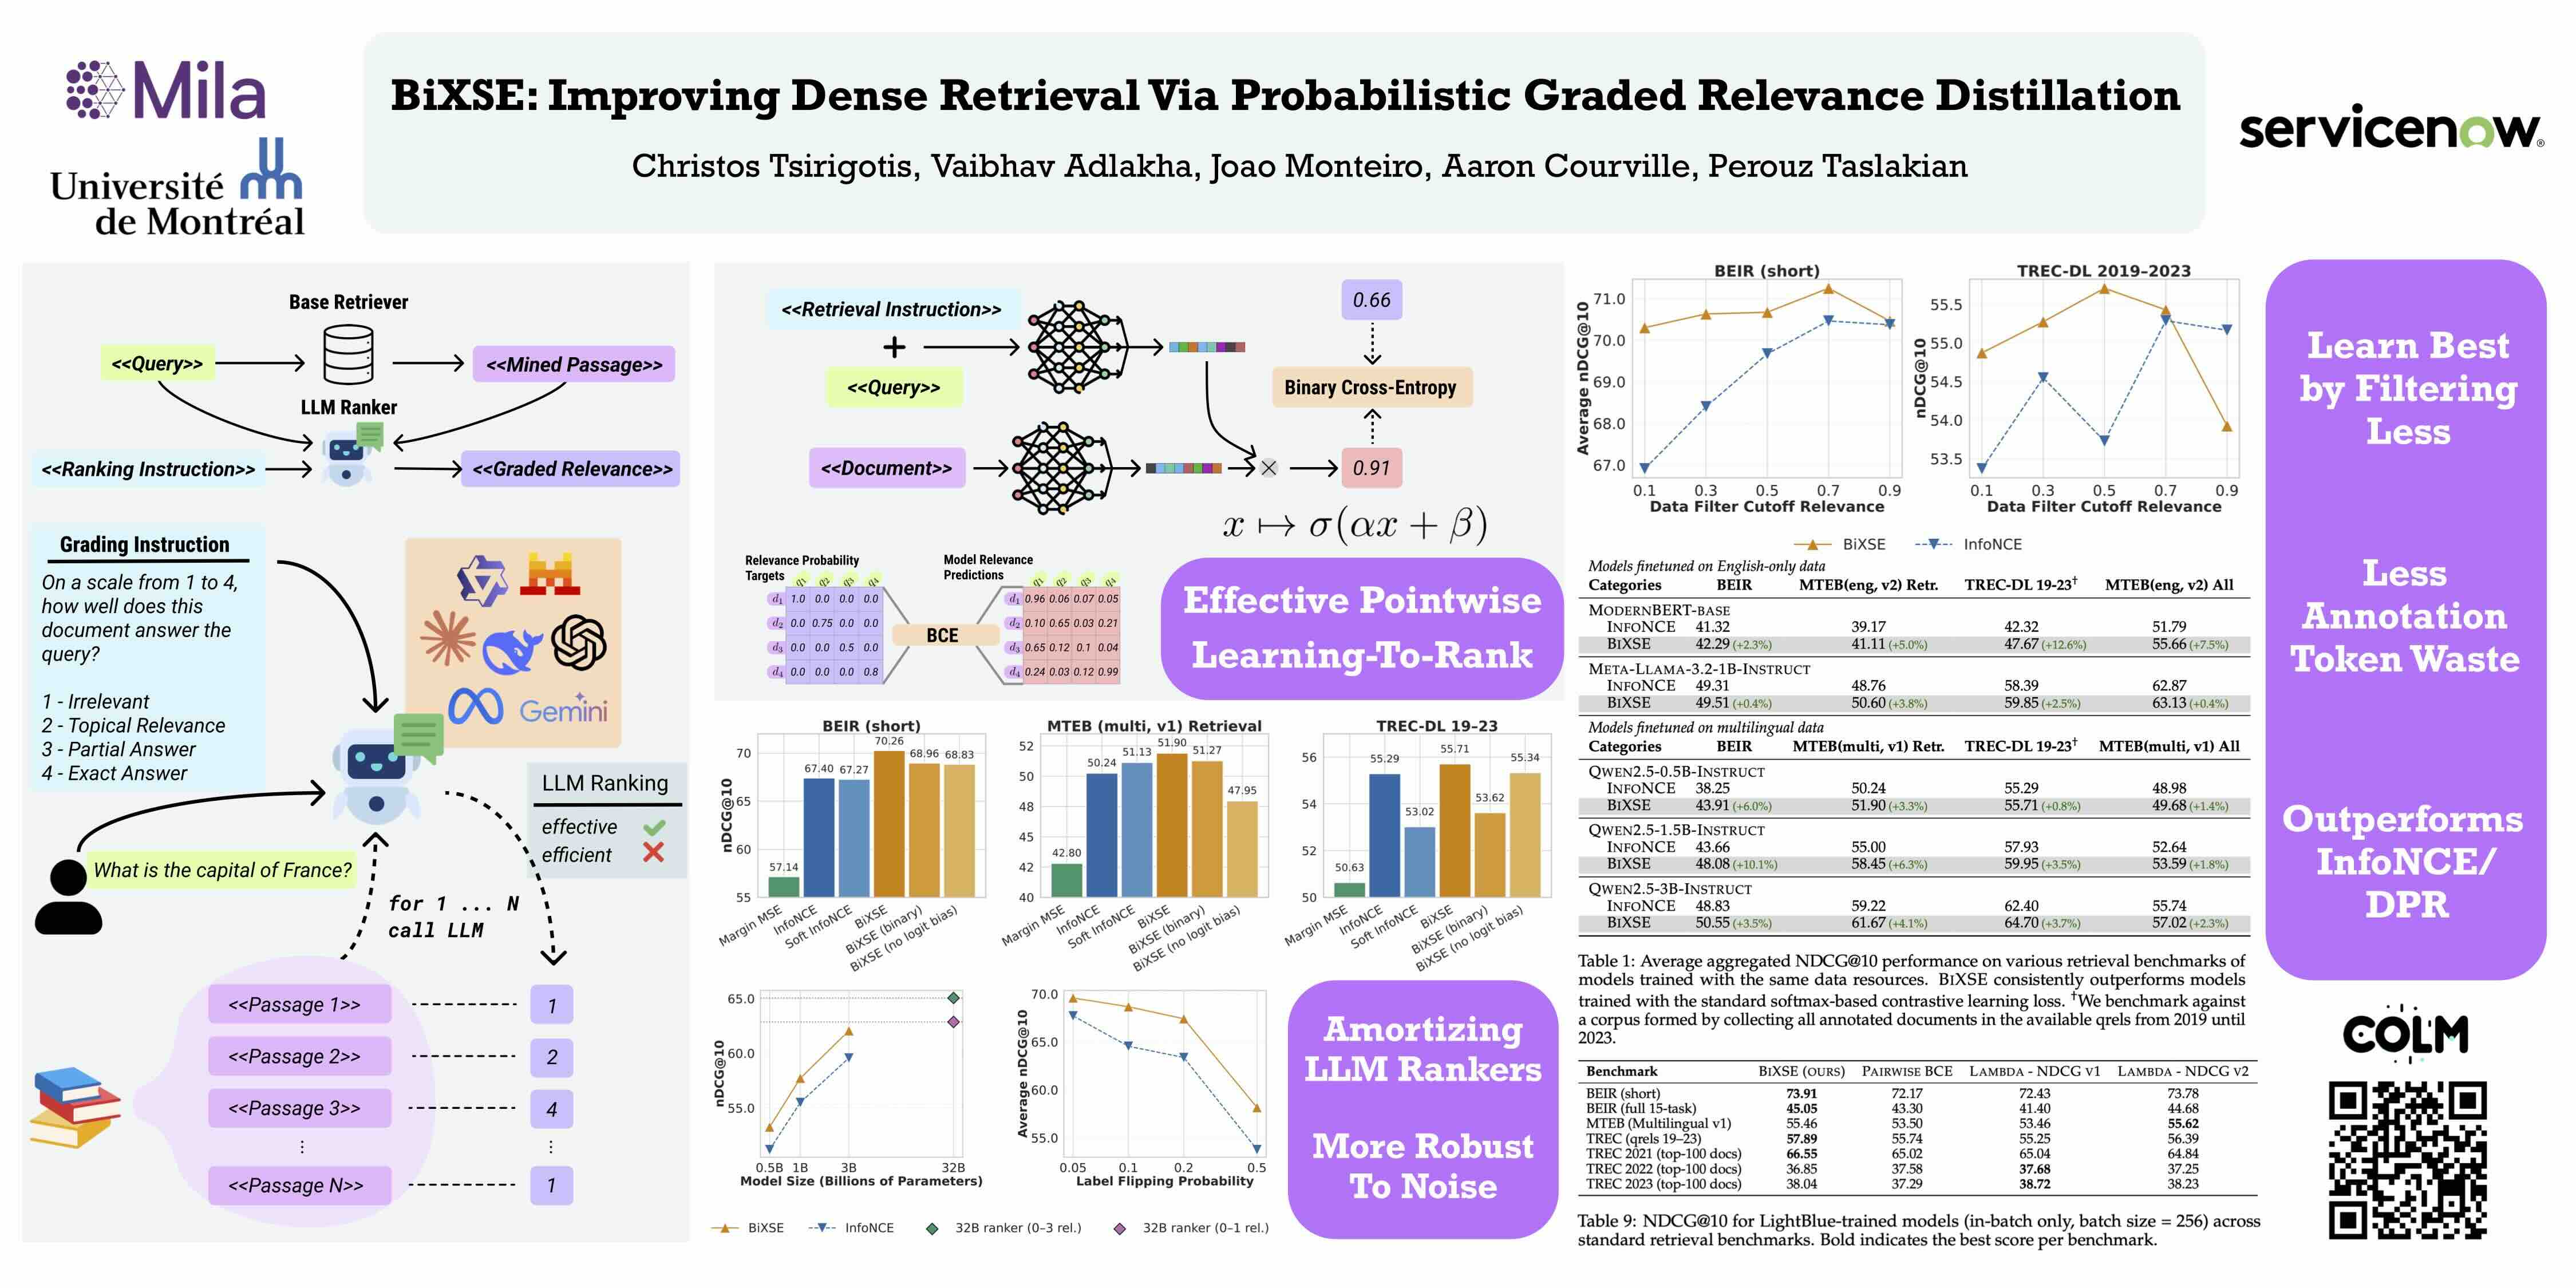 Mila
Université
de Montréal
BiXSE: Improving Dense Retrieval Via Probabilistic Graded Relevance Distillation
Christos Tsirigotis, Vaibhav Adlakha, Joao Monteiro, Aaron Courville, Perouz Taslakian
servicenow®
Base Retriever
<<Query>>
<<Mined Passage>>
LLM Ranker
<<Ranking Instruction>>
<<Graded Relevance>>
Grading Instruction
On a scale from 1 to 4,
how well does this
document answer the
query?
1 - Irrelevant
2 - Topical Relevance
3 - Partial Answer
4 - Exact Answer
Gemini
LLM Ranking
effective
efficient
What is the capital of France?
for 1 ... N
call LLM
<<Passage 1>> 1
<<Passage 2>> 2
<<Passage 3>> 4
⋮ ⋮
<<Passage N>> 1
<<Retrieval Instruction>>
+
<<Query>>
<<Document>>
0.66
Binary Cross-Entropy
0.91
x ↦ σ(αx + β)
Relevance Probability
Targets
q1 q2 q3 q4
d1 1.0 0.0 0.0 0.0
d2 0.0 0.75 0.0 0.0
d3 0.0 0.0 0.5 0.0
d4 0.0 0.0 0.0 0.8
BCE
Model Relevance
Predictions
q1 q2 q3 q4
d1 0.96 0.06 0.07 0.05
d2 0.10 0.65 0.03 0.21
d3 0.65 0.12 0.1 0.04
d4 0.24 0.03 0.12 0.99
Effective Pointwise
Learning-To-Rank
BEIR (short)
nDCG@10
70
65
60
55
57.14 67.40 67.27 70.26 68.96 68.83
Margin MSE InfoNCE Soft InfoNCE BiXSE BiXSE (binary) BiXSE (no logit bias)
MTEB (multi, v1) Retrieval
52
50
48
45
42
40
42.80 50.24 51.13 51.90 51.27 47.95
Margin MSE InfoNCE Soft InfoNCE BiXSE BiXSE (binary) BiXSE (no logit bias)
TREC-DL 19–23
56
54
52
50
50.63 55.29 53.02 55.71 53.62 55.34
Margin MSE InfoNCE Soft InfoNCE BiXSE BiXSE (binary) BiXSE (no logit bias)
nDCG@10
65.0
60.0
55.0
0.5B 1B 3B 32B
Model Size (Billions of Parameters)
Average nDCG@10
70.0
65.0
60.0
55.0
0.05 0.1 0.2 0.5
Label Flipping Probability
BiXSE InfoNCE 32B ranker (0–3 rel.) 32B ranker (0–1 rel.)
Amortizing
LLM Rankers
More Robust
To Noise
BEIR (short)
Average nDCG@10
71.0
70.0
69.0
68.0
67.0
0.1 0.3 0.5 0.7 0.9
Data Filter Cutoff Relevance
TREC-DL 2019–2023
nDCG@10
55.5
55.0
54.5
54.0
53.5
0.1 0.3 0.5 0.7 0.9
Data Filter Cutoff Relevance
BiXSE InfoNCE
Models finetuned on English-only data
Categories BEIR MTEB(eng, v2) Retr. TREC-DL 19-23† MTEB(eng, v2) All
MODERNBERT-BASE
INFONCE 41.32 39.17 42.32 51.79
BIXSE 42.29 (+2.3%) 41.11 (+5.0%) 47.67 (+12.6%) 55.66 (+7.5%)
META-LLAMA-3.2-1B-INSTRUCT
INFONCE 49.31 48.76 58.39 62.87
BIXSE 49.51 (+0.4%) 50.60 (+3.8%) 59.85 (+2.5%) 63.13 (+0.4%)
Models finetuned on multilingual data
Categories BEIR MTEB(multi, v1) Retr. TREC-DL 19-23† MTEB(multi, v1) All
QWEN2.5-0.5B-INSTRUCT
INFONCE 38.25 50.24 55.29 48.98
BIXSE 43.91 (+6.0%) 51.90 (+3.3%) 55.71 (+0.8%) 49.68 (+1.4%)
QWEN2.5-1.5B-INSTRUCT
INFONCE 43.66 55.00 57.93 52.64
BIXSE 48.08 (+10.1%) 58.45 (+6.3%) 59.95 (+3.5%) 53.59 (+1.8%)
QWEN2.5-3B-INSTRUCT
INFONCE 48.83 59.22 62.40 55.74
BIXSE 50.55 (+3.5%) 61.67 (+4.1%) 64.70 (+3.7%) 57.02 (+2.3%)
Table 1: Average aggregated NDCG@10 performance on various retrieval benchmarks of
models trained with the same data resources. BIXSE consistently outperforms models
trained with the standard softmax-based contrastive learning loss. †We benchmark against
a corpus formed by collecting all annotated documents in the available qrels from 2019 until
2023.
Benchmark BIXSE (OURS) PAIRWISE BCE LAMBDA - NDCG V1 LAMBDA - NDCG V2
BEIR (short) 73.91 72.17 72.43 73.78
BEIR (full 15-task) 45.05 43.30 41.40 44.68
MTEB (Multilingual v1) 55.46 53.50 53.46 55.62
TREC (qrels 19–23) 57.89 55.74 55.25 56.39
TREC 2021 (top-100 docs) 66.55 65.02 65.04 64.84
TREC 2022 (top-100 docs) 36.85 37.58 37.68 37.25
TREC 2023 (top-100 docs) 38.04 37.29 38.72 38.23
Table 9: NDCG@10 for LightBlue-trained models (in-batch only, batch size = 256) across
standard retrieval benchmarks. Bold indicates the best score per benchmark.
Learn Best
by Filtering
Less
Less
Annotation
Token Waste
Outperforms
InfoNCE/
DPR
COLM